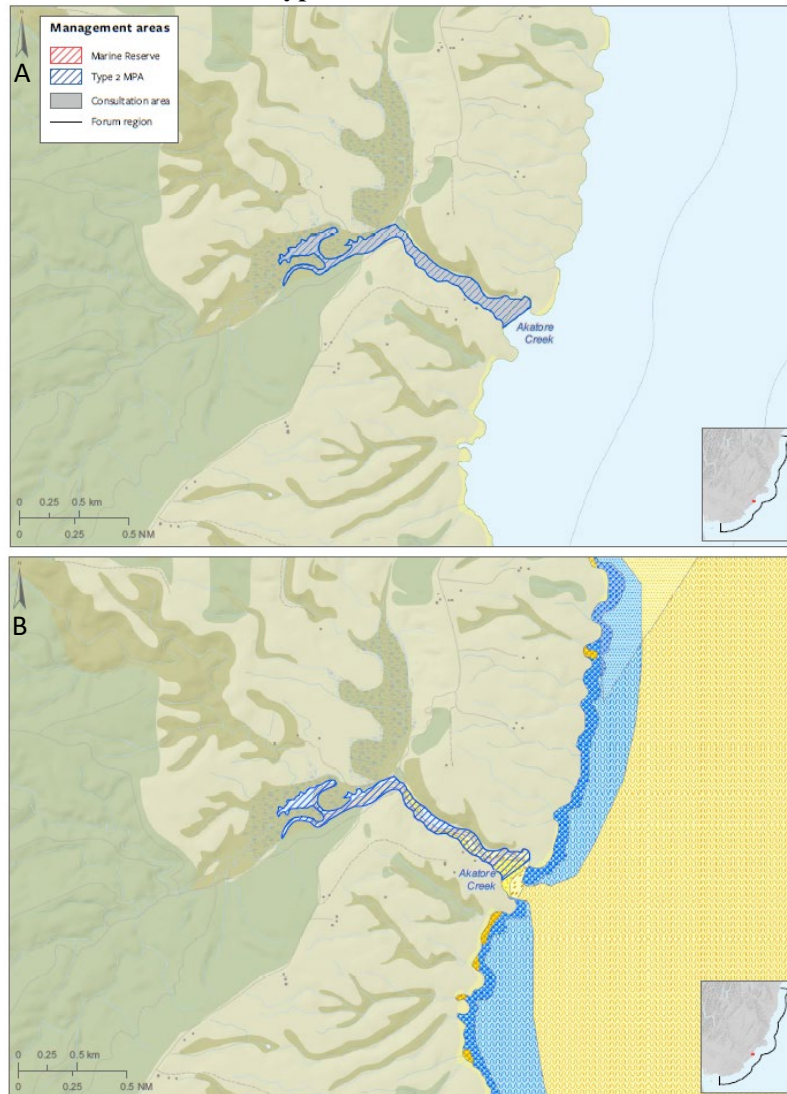 Management areas
A
Marine Reserve
Type 2 MPA
Consultation area
Forum region
Akatore
Creek
0 0.25 0.5 km
0 0.25 0.5 NM
B
Akatore
Creek
0 0.25 0.5 km
0 0.25 0.5 NM